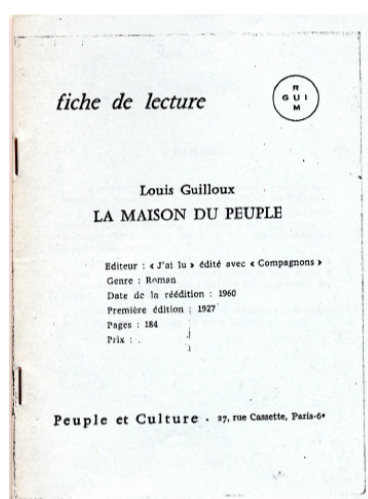 fiche de lecture
R
GUI
M
Louis Guilloux
LA MAISON DU PEUPLE
Editeur : « J'ai lu » édité avec « Compagnons »
Genre : Roman
Date de la réédition : 1960
Première édition : 1927
Pages : 184
Prix : .
Peuple et Culture . 27, rue Cassette, Paris-6e